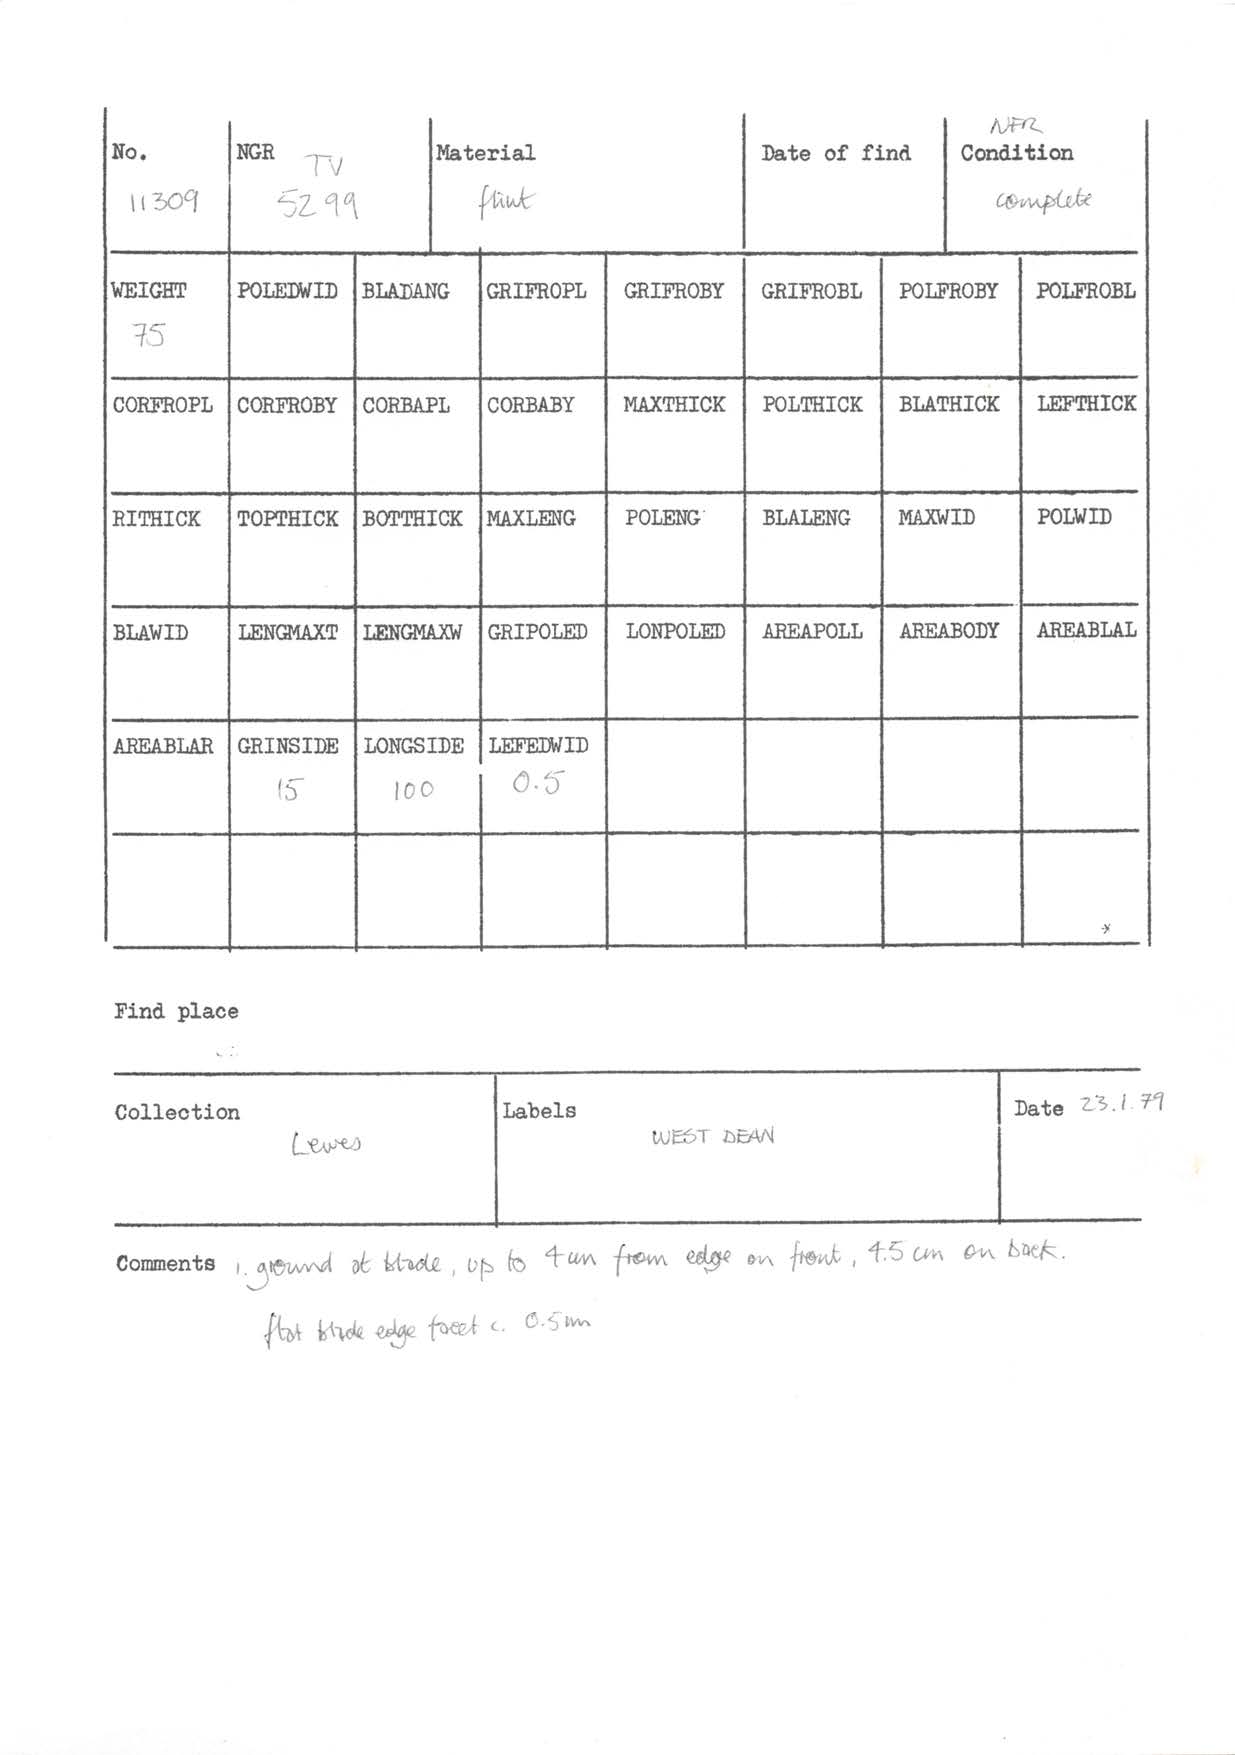 NFR
No. NGR Material Date of find Condition
TV
11309 5299 flint complete
WEIGHT POLEDWID BLADANG GRIFROPL GRIFROBY GRIFROBL POLFROBY POLFROBL
75
CORFROPL CORFROBY CORBAPL CORBABY MAXTHICK POLTHICK BLATHICK LEFTHICK
RITHICK TOPTHICK BOTTHICK MAXLENG POLENG BLALENG MAXWID POLWID
BLAWID LENGMAXT LENGMAXW GRIPOLED LONPOLED AREAPOLL AREABODY AREABLAL
AREABLAR GRINSIDE LONGSIDE LEFEDWID
15 100 0.5
Find place
Collection Labels Date 23.1.79
Lewes WEST DEAN
Comments 1. ground at blade, up to 4cm from edge on front, 4.5 cm on back.
flat blade edge facet c. 0.5mm